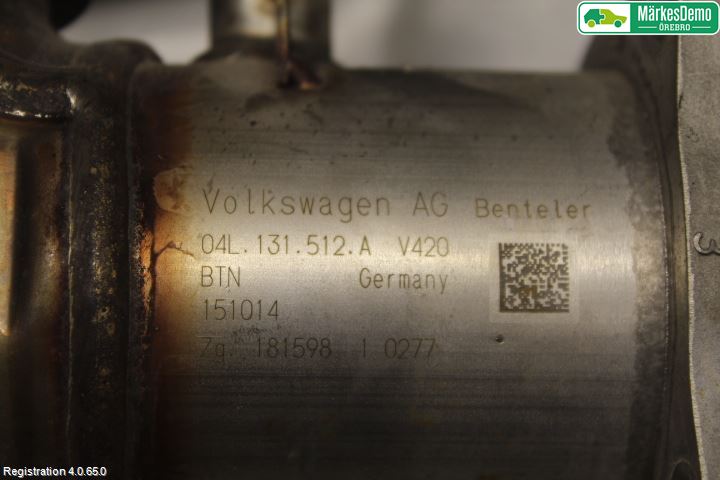 MärkesDemo
ÖREBRO
Volkswagen AG Benteler
04L.131.512.A V420
BTN Germany
151014
Zg. 181598 1 0277
Registration 4.0.65.0